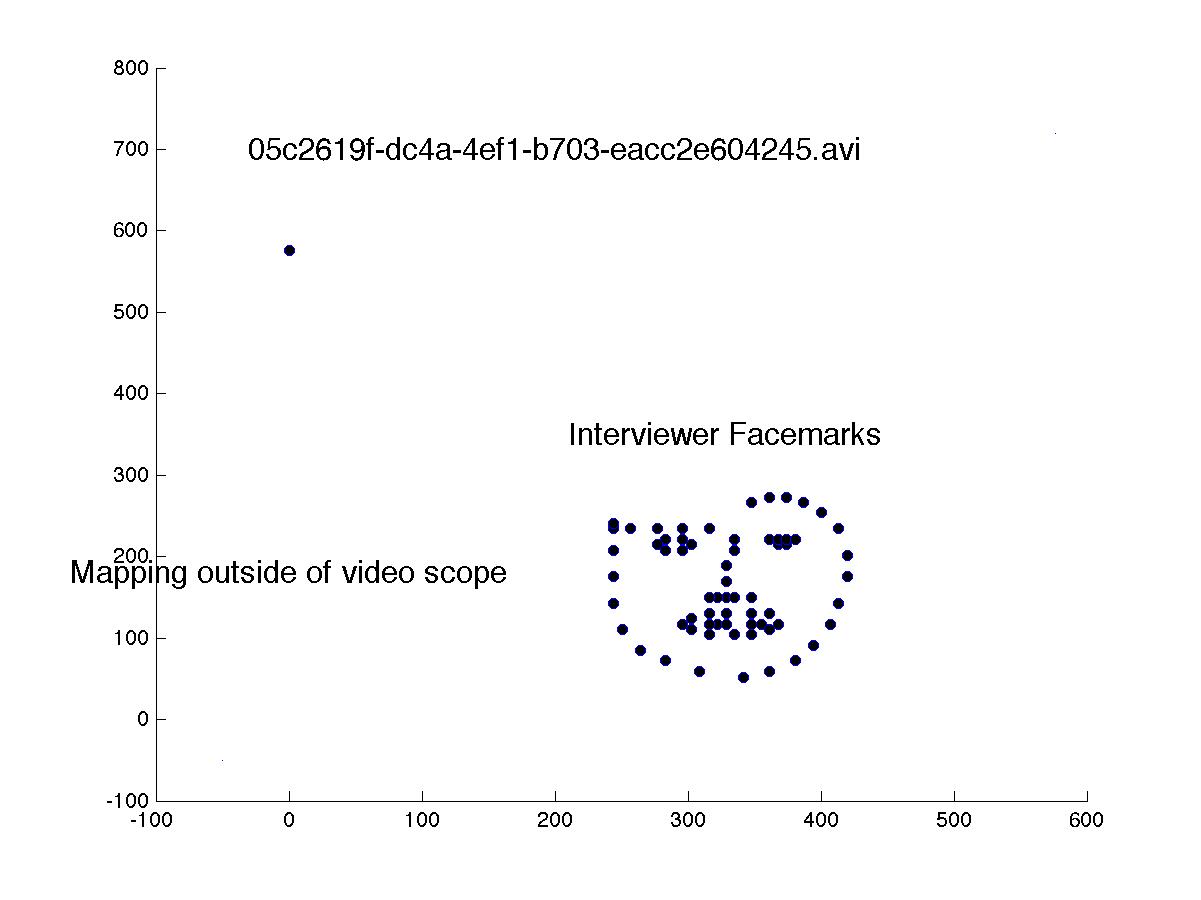 800
05c2619f-dc4a-4ef1-b703-eacc2e604245.avi
700
600
500
400
Interviewer Facemarks
300
200
Mapping outside of video scope
100
0
-100
-100 0 100 200 300 400 500 600